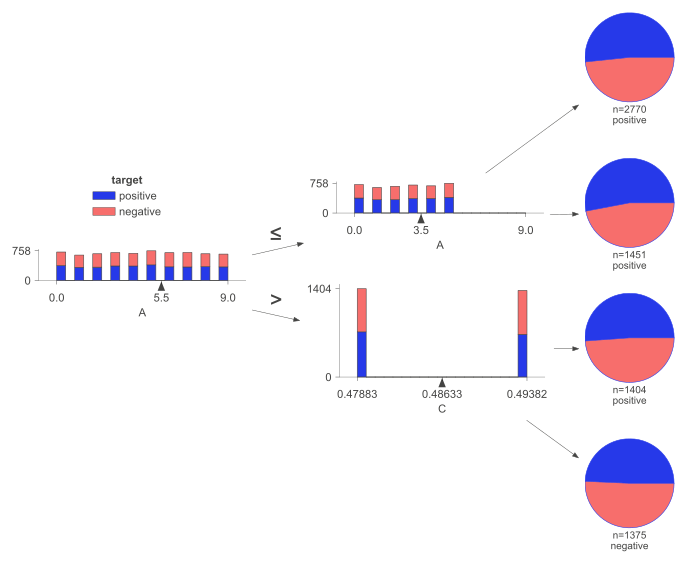 n=2770
positive
target
positive
negative
758
0
0.0
3.5
9.0
A
≤
n=1451
positive
758
0
0.0
5.5
9.0
A
>
1404
0
0.47883
0.48633
0.49382
C
n=1404
positive
n=1375
negative